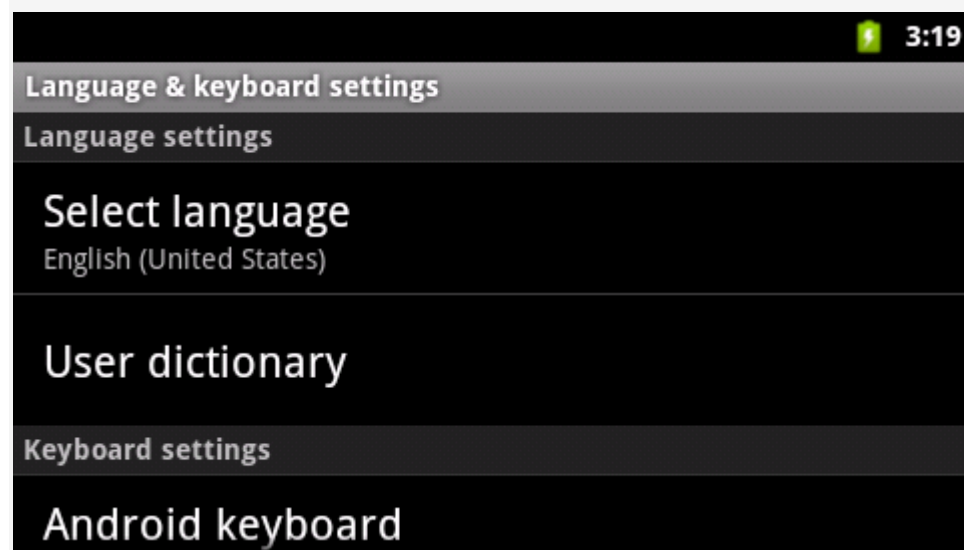 3:19
Language & keyboard settings
Language settings
Select language
English (United States)
User dictionary
Keyboard settings
Android keyboard